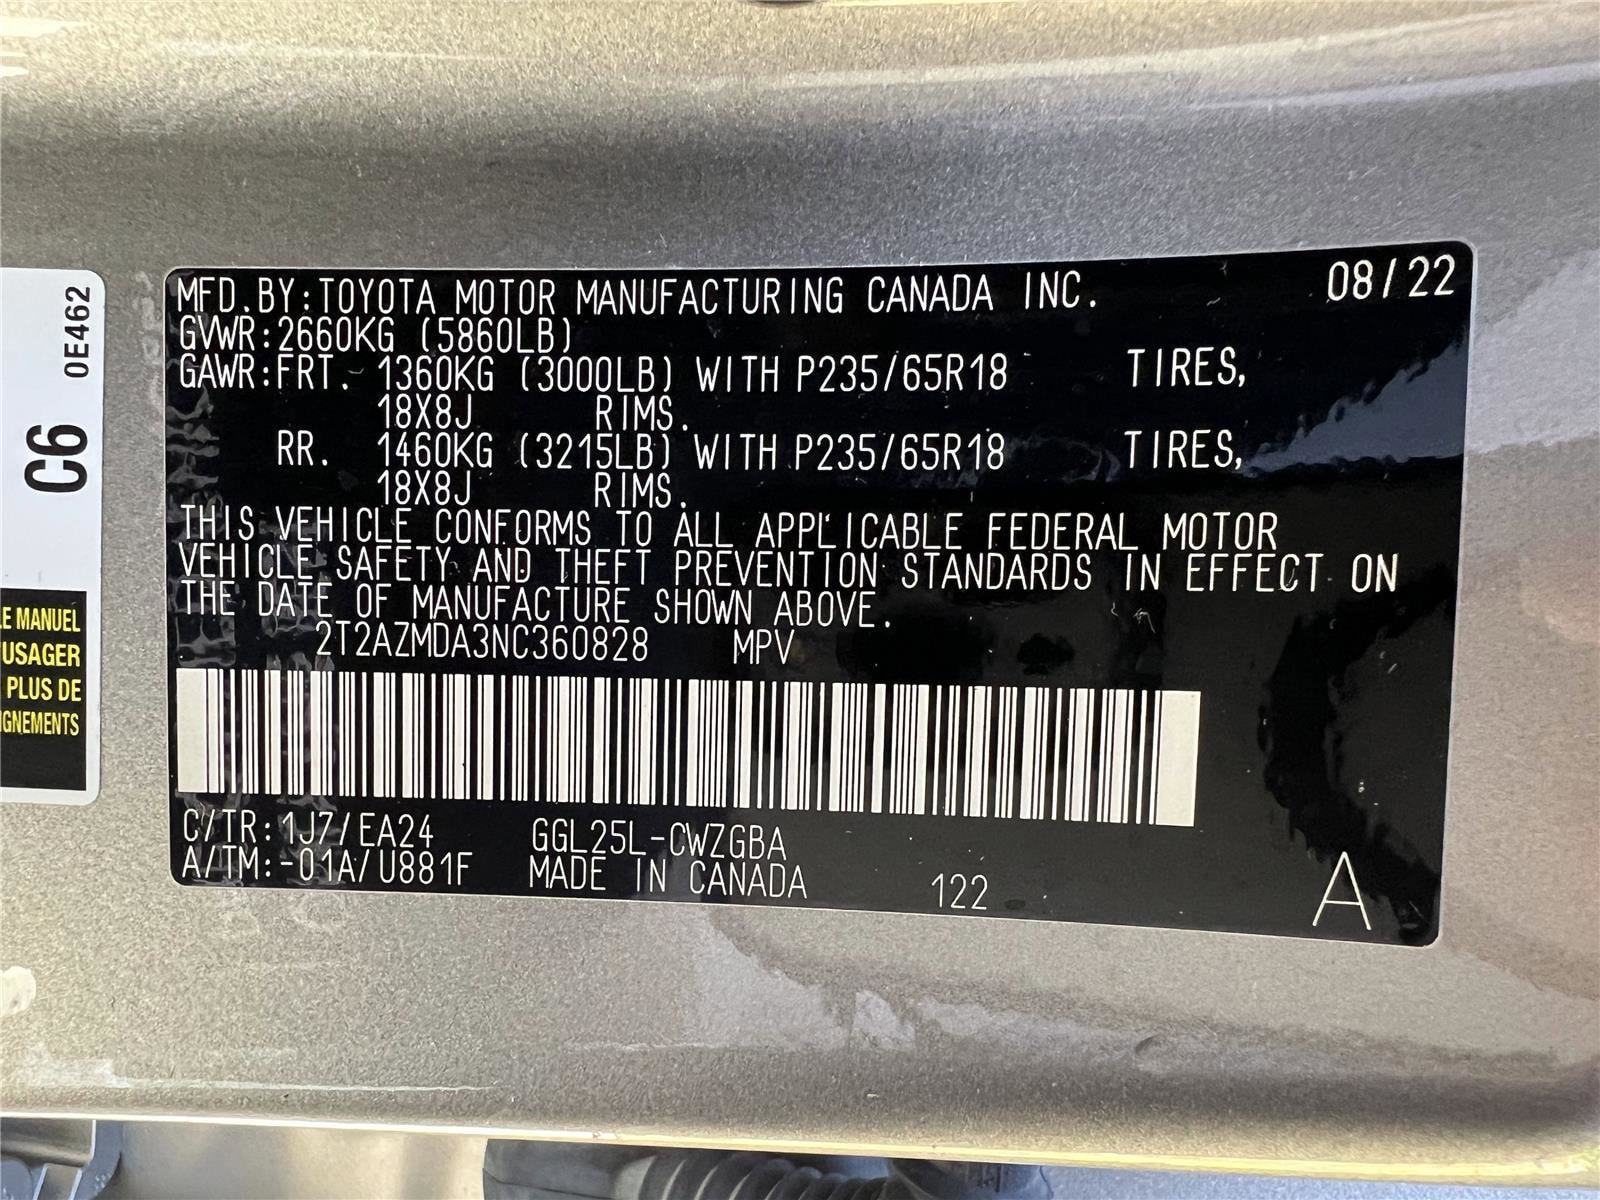 MFD.BY:TOYOTA MOTOR MANUFACTURING CANADA INC. 08/22
GVWR:2660KG (5860LB)
GAWR:FRT. 1360KG (3000LB) WITH P235/65R18 TIRES,
18X8J RIMS.
RR. 1460KG (3215LB) WITH P235/65R18 TIRES,
18X8J RIMS.
THIS VEHICLE CONFORMS TO ALL APPLICABLE FEDERAL MOTOR
VEHICLE SAFETY AND THEFT PREVENTION STANDARDS IN EFFECT ON
THE DATE OF MANUFACTURE SHOWN ABOVE.
2T2AZMDA3NC360828 MPV
C/TR:1J7/EA24 GGL25L-CWZGBA
A/TM:-01A/U881F MADE IN CANADA 122 A
C6 0E462
LE MANUEL
USAGER
PLUS DE
IGNEMENTS